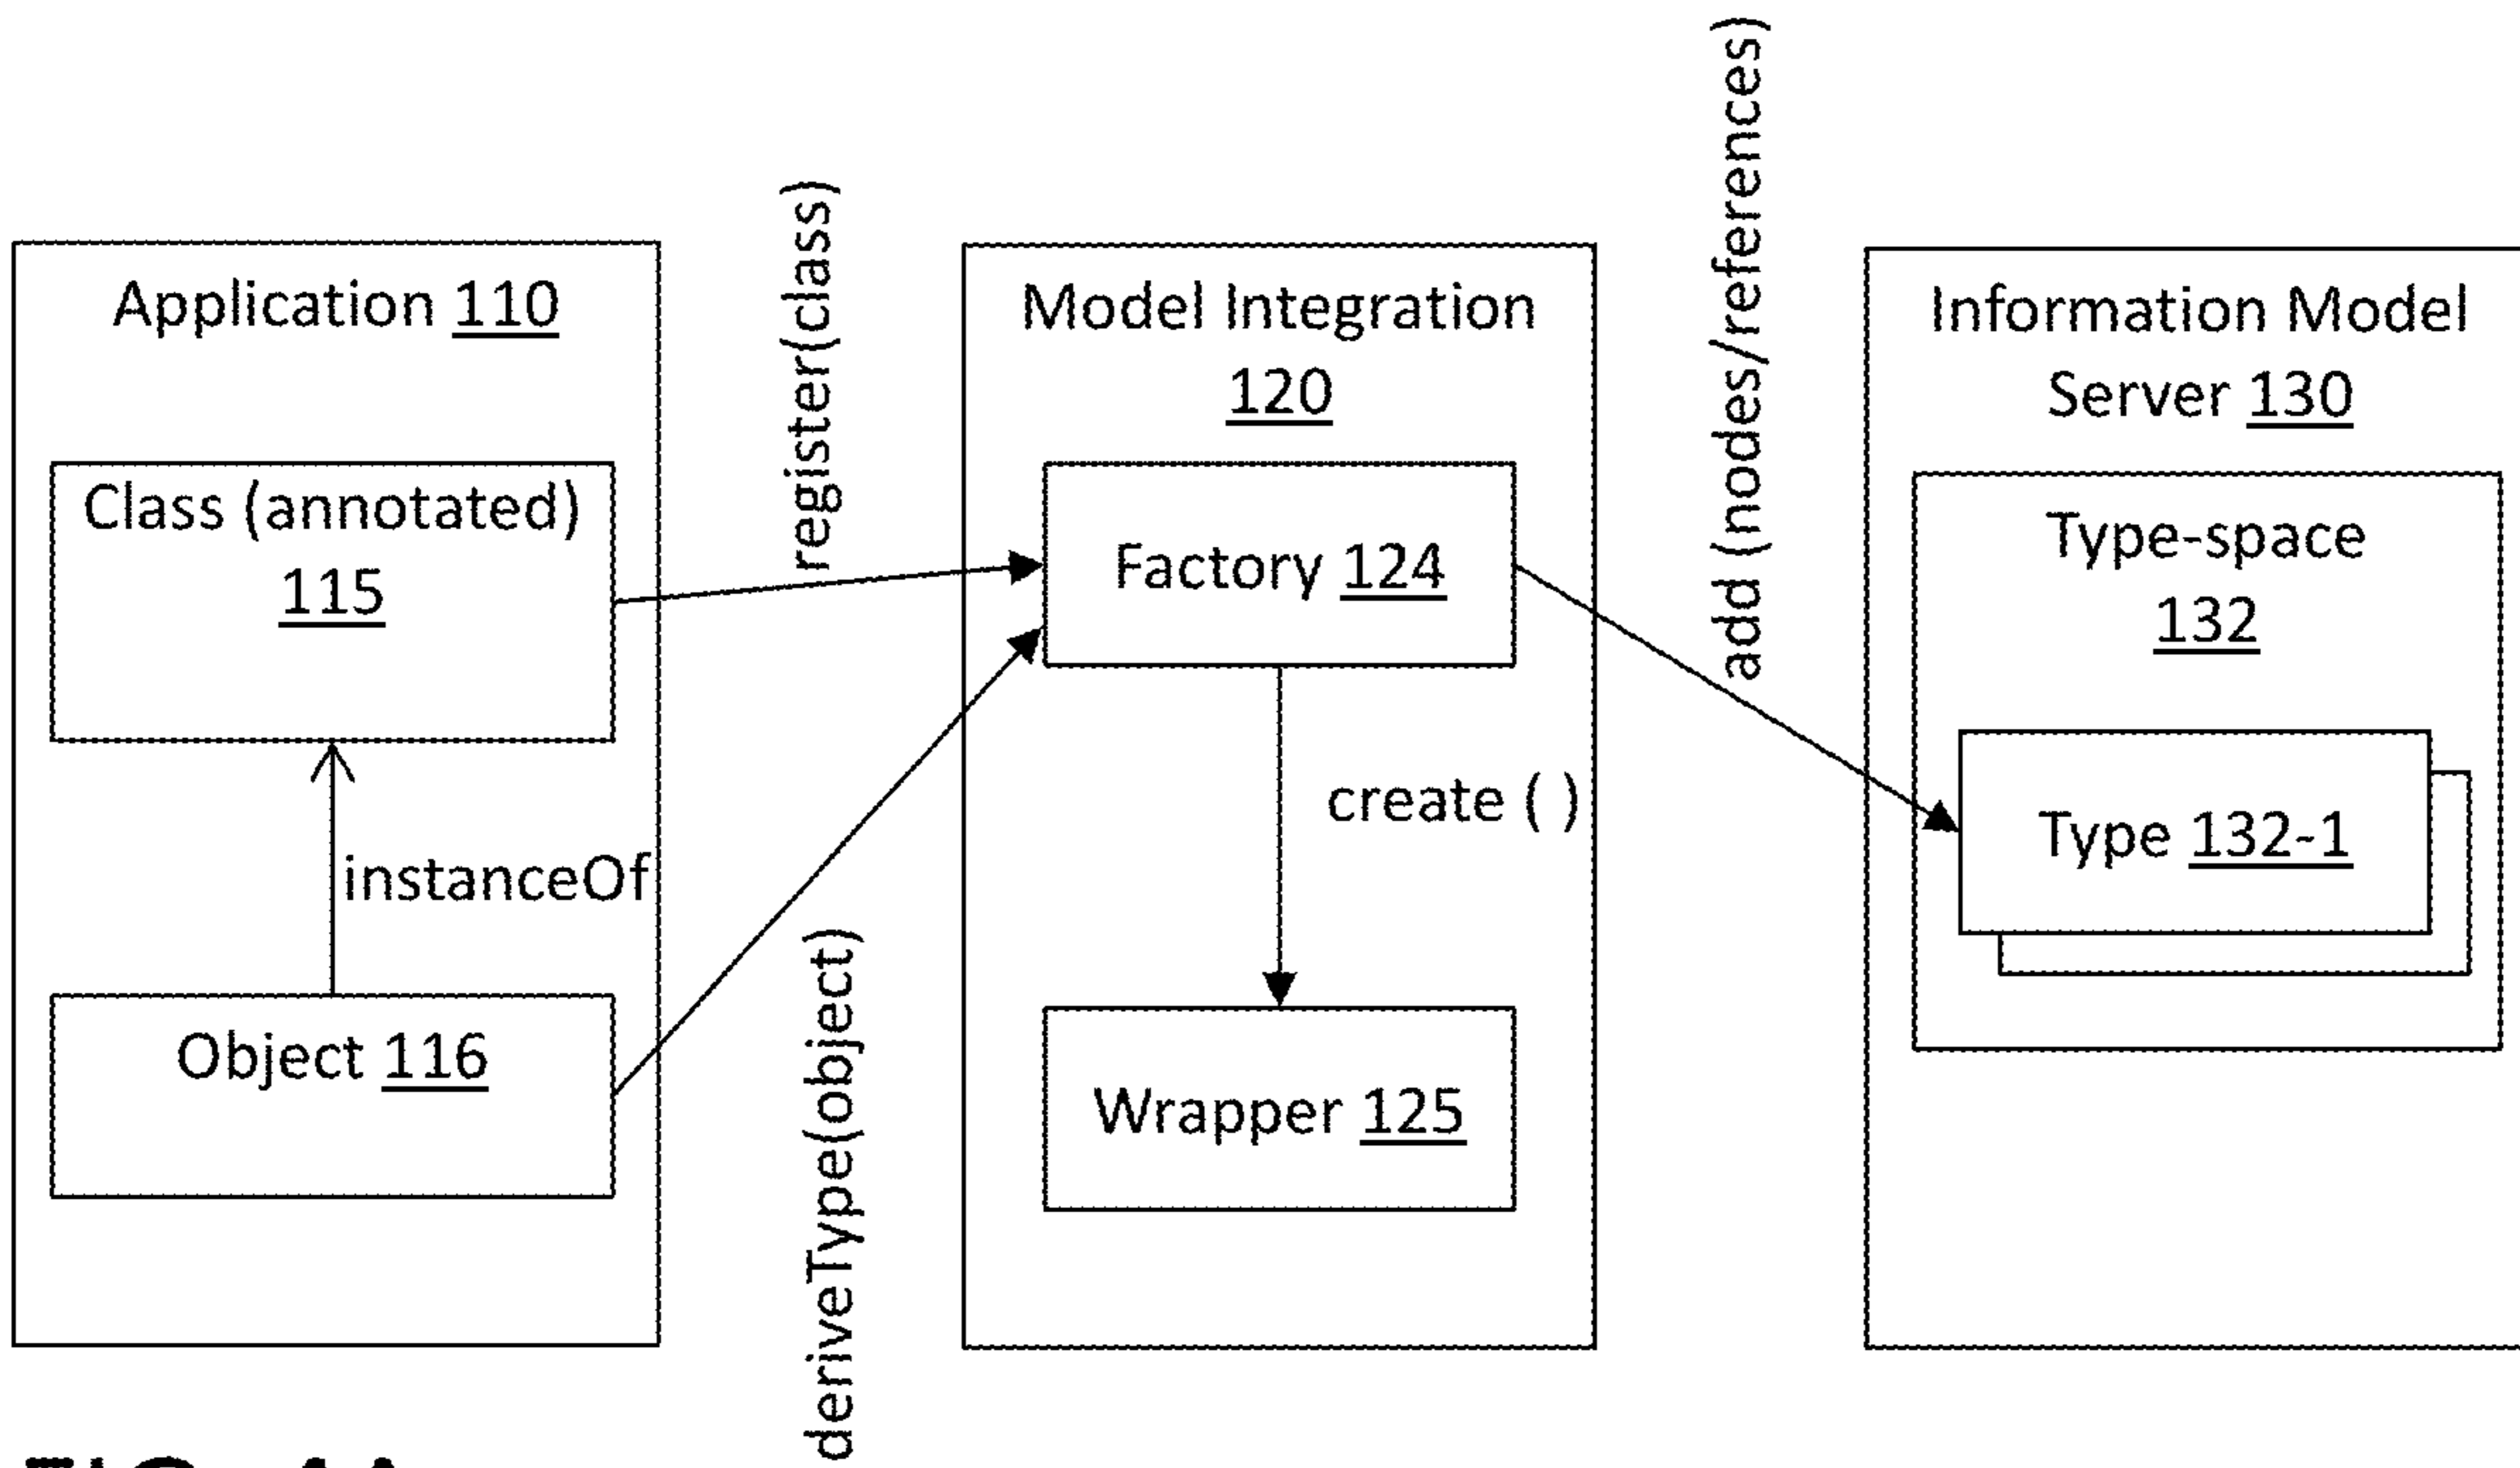 Application 110
Class (annotated)
115
instanceOf
Object 116
register(class)
deriveType(object)
Model Integration
120
Factory 124
create ( )
Wrapper 125
add (nodes/references)
Information Model
Server 130
Type-space
132
Type 132-1